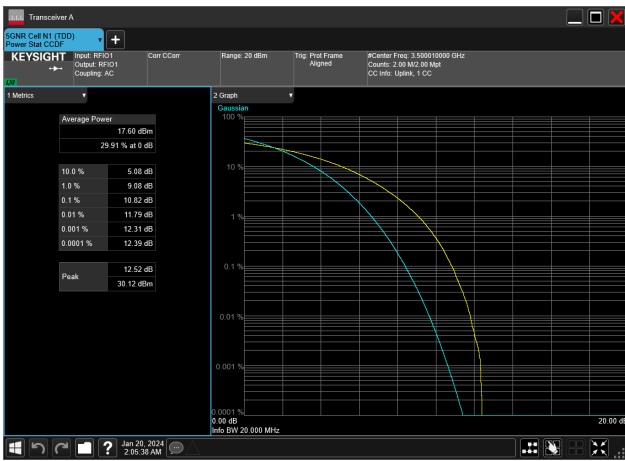 Transceiver A
5GNR Cell N1 (TDD)
Power Stat CCDF
KEYSIGHT
Input: RFIO1
Output: RFIO1
Coupling: AC
Corr CCorr
Range: 20 dBm
Trig: Prot Frame
Aligned
#Center Freq: 3.500010000 GHz
Counts: 2.00 M/2.00 Mpt
CC Info: Uplink, 1 CC
1 Metrics
Average Power
17.60 dBm
29.91 % at 0 dB
10.0 % 5.08 dB
1.0 % 9.08 dB
0.1 % 10.82 dB
0.01 % 11.79 dB
0.001 % 12.31 dB
0.0001 % 12.39 dB
Peak
12.52 dB
30.12 dBm
2 Graph
Gaussian
100 %
10 %
1 %
0.1 %
0.01 %
0.001 %
0.0001 %
0.00 dB
20.00 dB
Info BW 20.000 MHz
Jan 20, 2024
2:05:38 AM